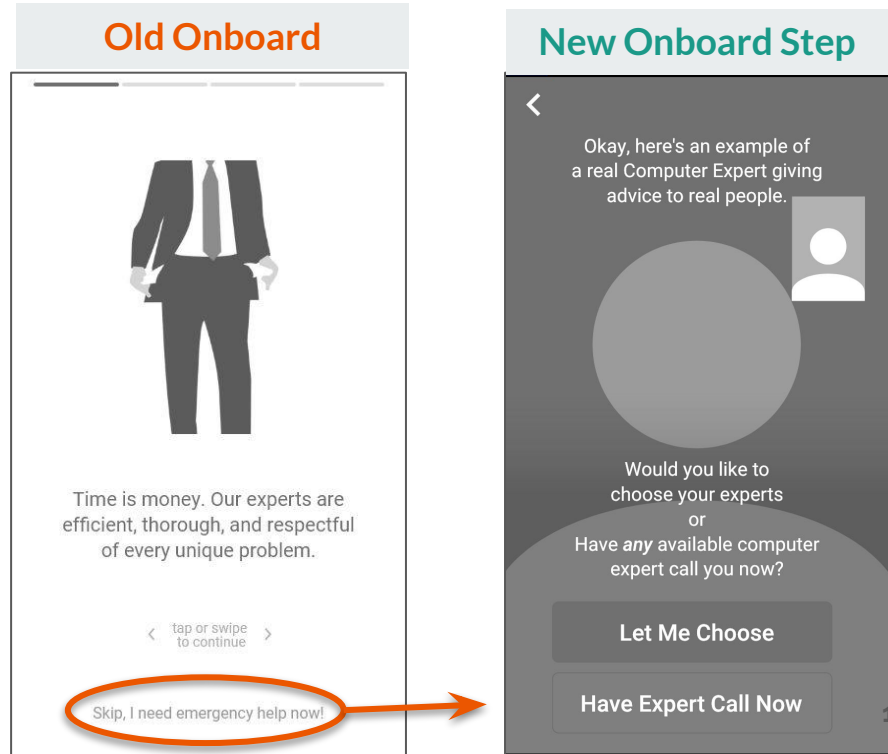 Old Onboard
Time is money. Our experts are
efficient, thorough, and respectful
of every unique problem.
tap or swipe
to continue
Skip, I need emergency help now!
New Onboard Step
Okay, here's an example of
a real Computer Expert giving
advice to real people.
Would you like to
choose your experts
or
Have any available computer
expert call you now?
Let Me Choose
Have Expert Call Now